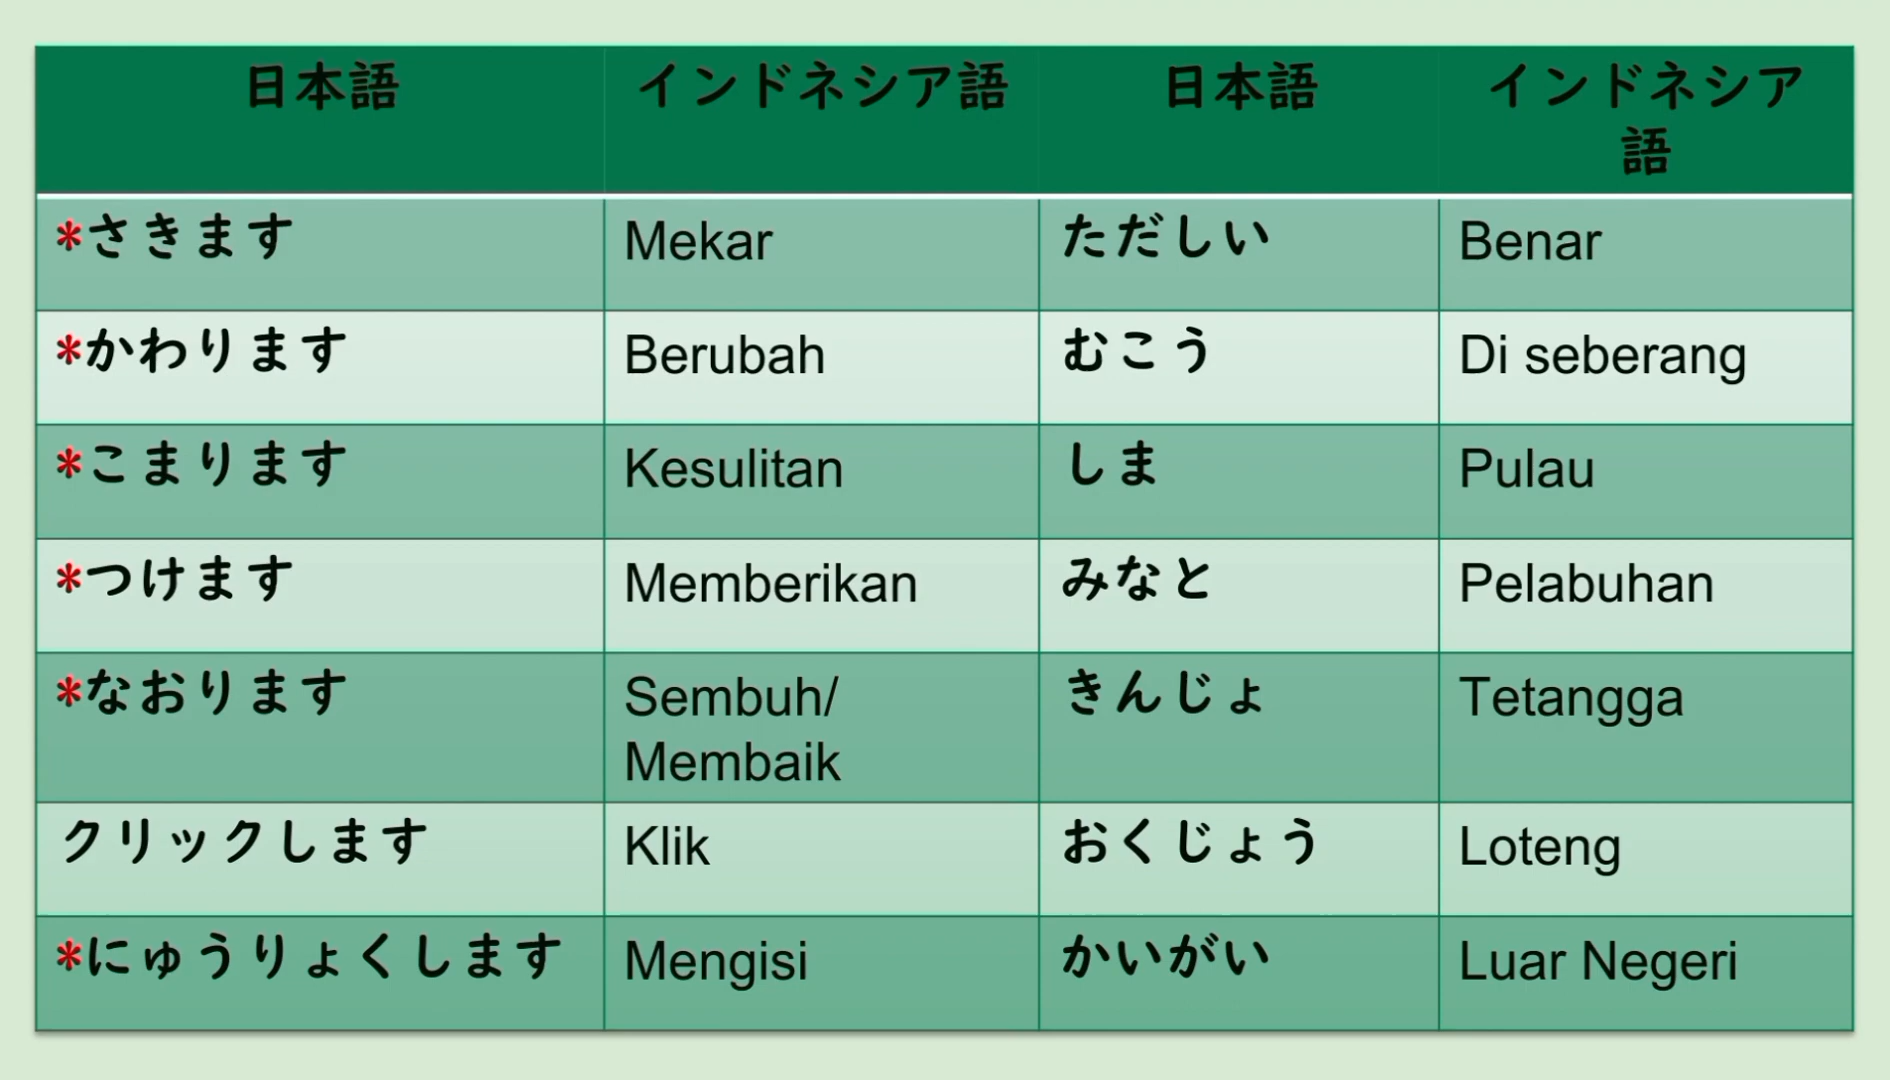 日本語 インドネシア語 日本語 インドネシア
語
*さきます Mekar ただしい Benar
*かわります Berubah むこう Di seberang
*こまります Kesulitan しま Pulau
*つけます Memberikan みなと Pelabuhan
*なおります Sembuh/ きんじょ Tetangga
Membaik
クリックします Klik おくじょう Loteng
*にゅうりょくします Mengisi かいがい Luar Negeri